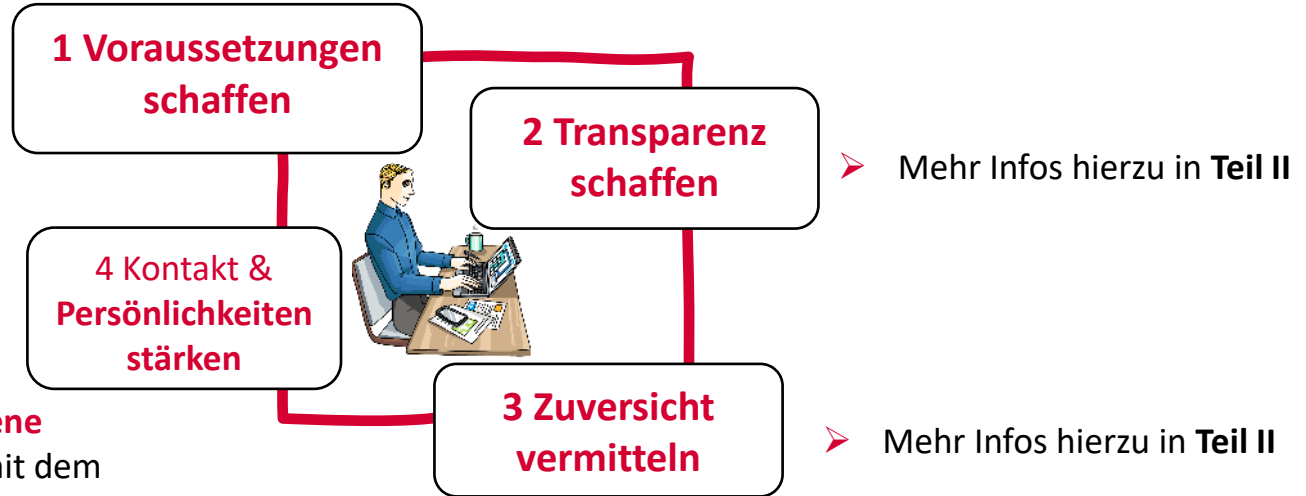 1 Voraussetzungen
schaffen
2 Transparenz
schaffen
➢ Mehr Infos hierzu in Teil II
4 Kontakt &
Persönlichkeiten
stärken
3 Zuversicht
vermitteln
➢ Mehr Infos hierzu in Teil II
dem